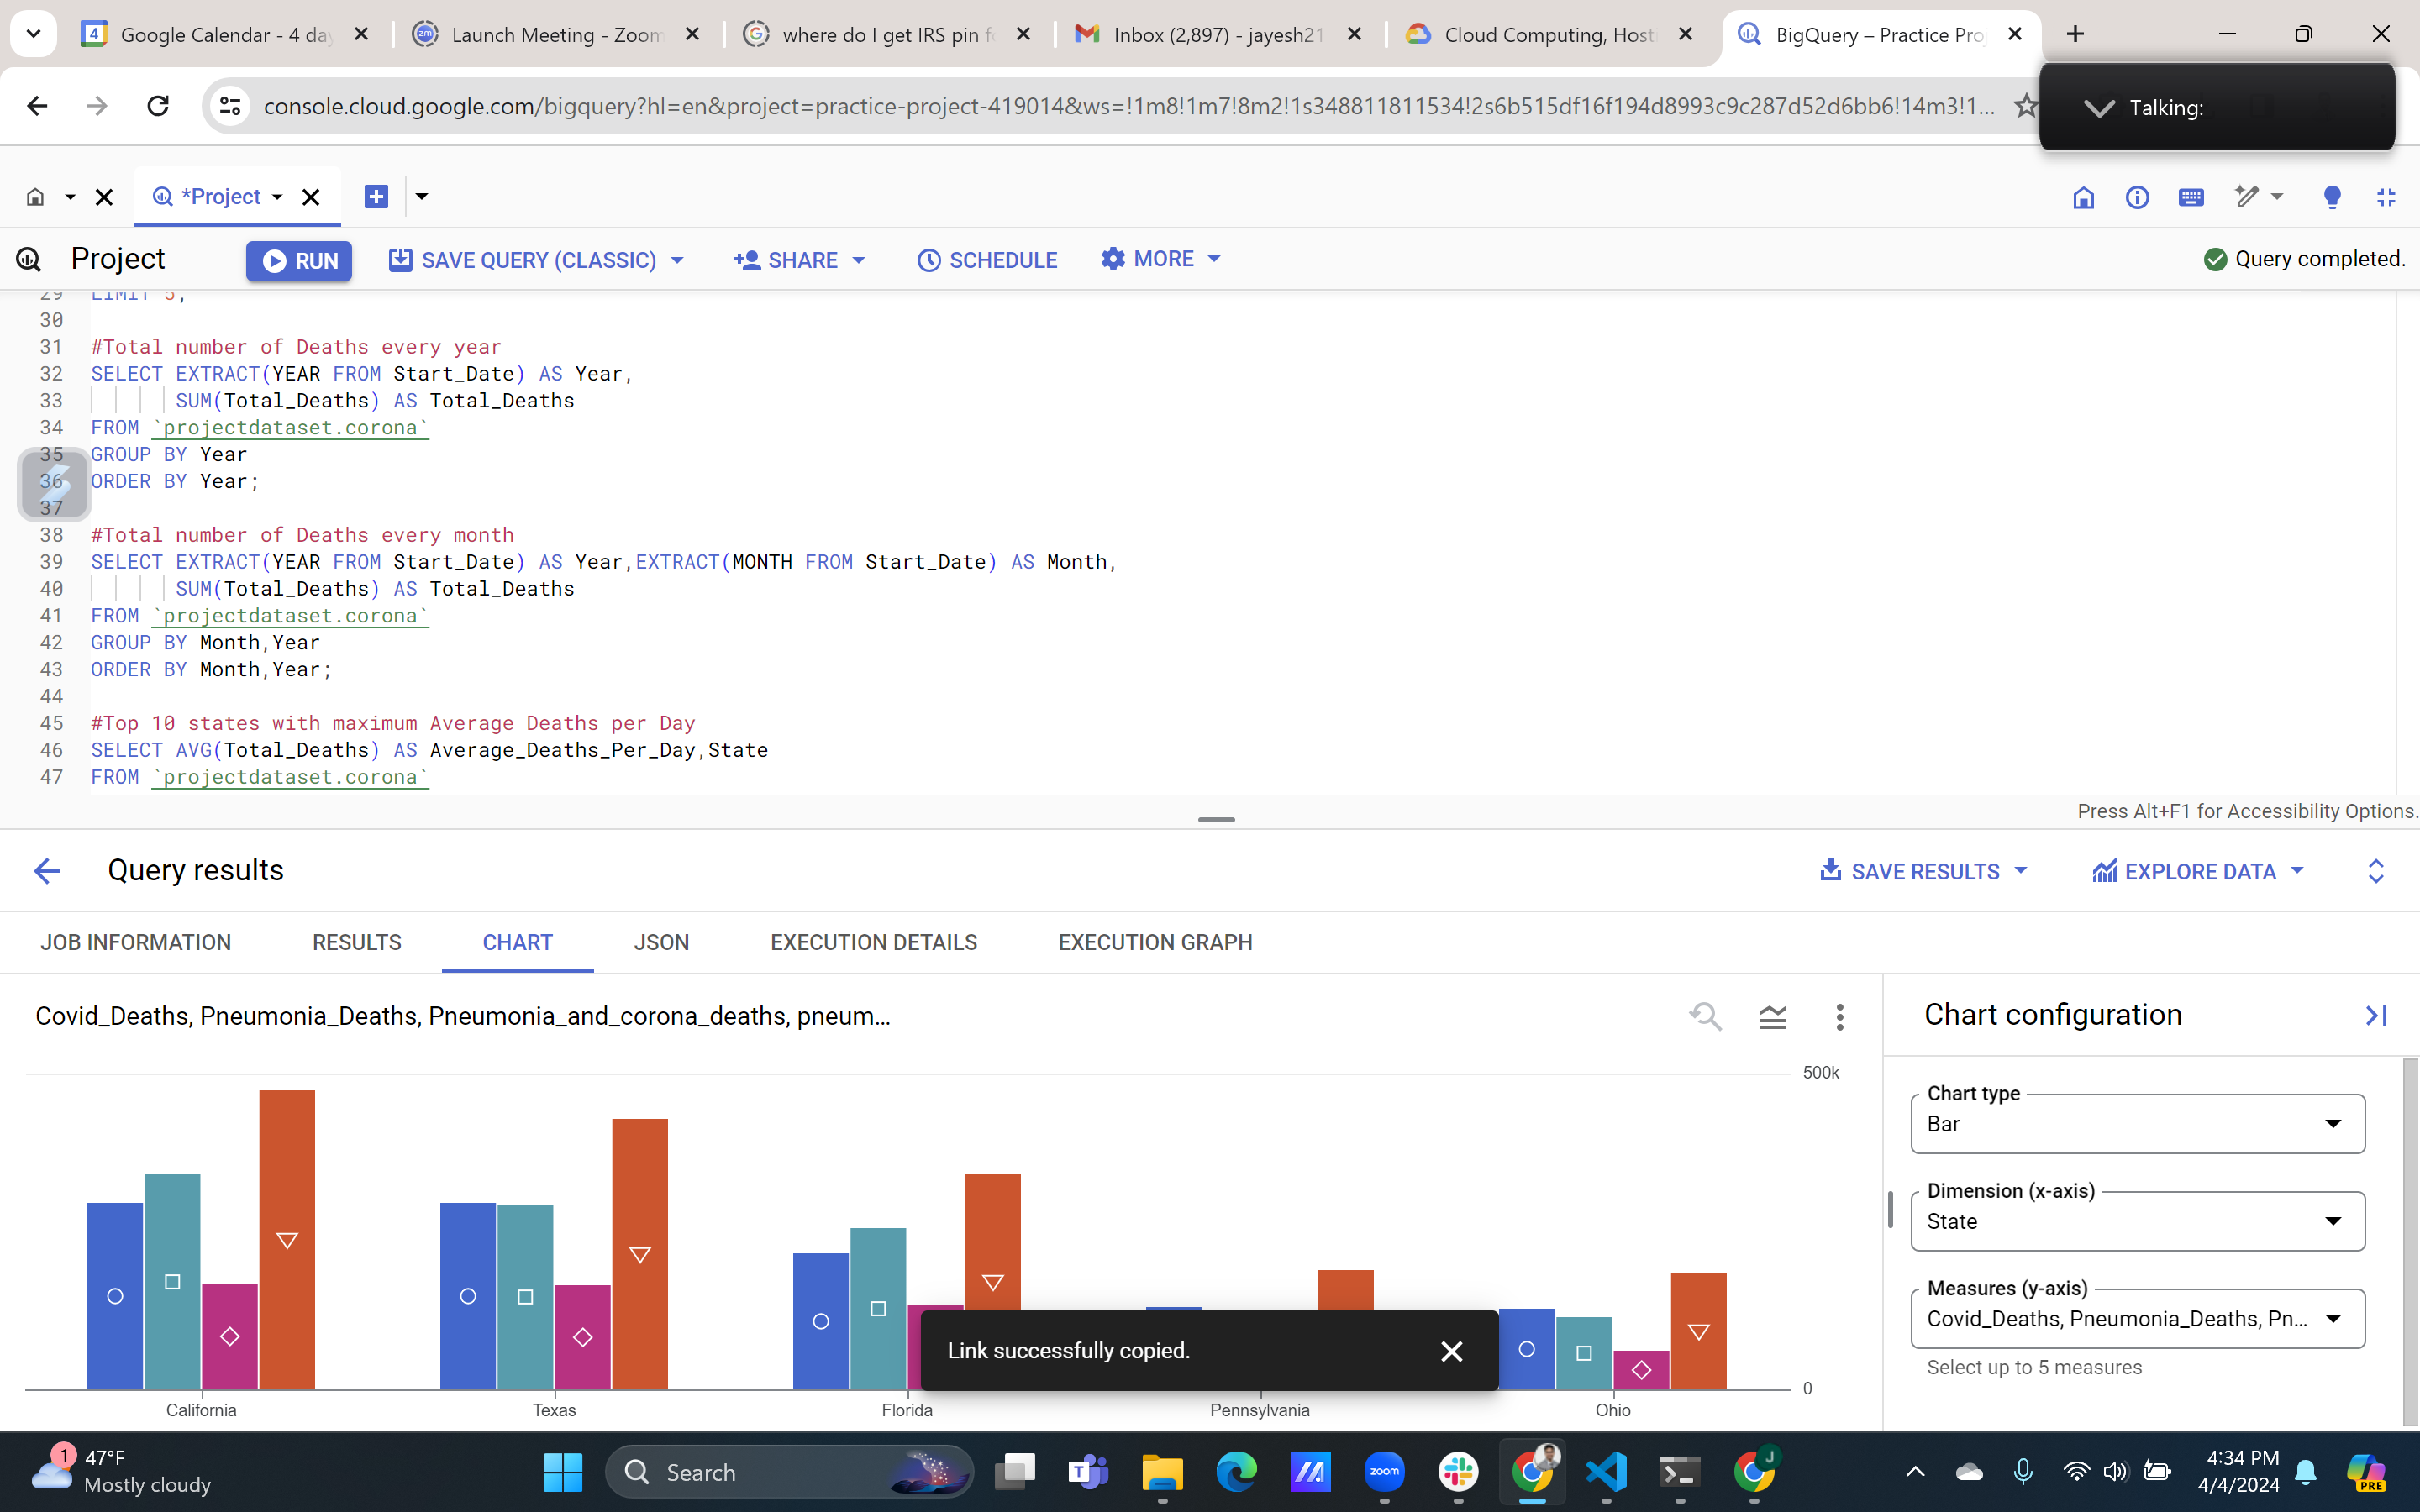 Google Calendar - 4 da
Launch Meeting - Zoom
where do I get IRS pin f
Inbox (2,897) - jayesh21
Cloud Computing, Host
BigQuery – Practice Pro
console.cloud.google.com/bigquery?hl=en&project=practice-project-419014&ws=!1m8!1m7!8m2!1s348811811534!2s6b515df16f194d8993c9c287d52d6bb6!14m3!1...
Talking:
*Project
Project
RUN
SAVE QUERY (CLASSIC)
SHARE
SCHEDULE
MORE
Query completed.
29 LIMIT 5;
30
31 #Total number of Deaths every year
32 SELECT EXTRACT(YEAR FROM Start_Date) AS Year,
33 SUM(Total_Deaths) AS Total_Deaths
34 FROM `projectdataset.corona`
35 GROUP BY Year
36 ORDER BY Year;
37
38 #Total number of Deaths every month
39 SELECT EXTRACT(YEAR FROM Start_Date) AS Year,EXTRACT(MONTH FROM Start_Date) AS Month,
40 SUM(Total_Deaths) AS Total_Deaths
41 FROM `projectdataset.corona`
42 GROUP BY Month,Year
43 ORDER BY Month,Year;
44
45 #Top 10 states with maximum Average Deaths per Day
46 SELECT AVG(Total_Deaths) AS Average_Deaths_Per_Day,State
47 FROM `projectdataset.corona`
Press Alt+F1 for Accessibility Options.
Query results
SAVE RESULTS
EXPLORE DATA
JOB INFORMATION
RESULTS
CHART
JSON
EXECUTION DETAILS
EXECUTION GRAPH
Covid_Deaths, Pneumonia_Deaths, Pneumonia_and_corona_deaths, pneum...
500k
0
California
Texas
Florida
Pennsylvania
Ohio
Link successfully copied.
Chart configuration
Chart type
Bar
Dimension (x-axis)
State
Measures (y-axis)
Covid_Deaths, Pneumonia_Deaths, Pn...
Select up to 5 measures
1
47°F
Mostly cloudy
Search
zoom
J
4:34 PM
4/4/2024
PRE